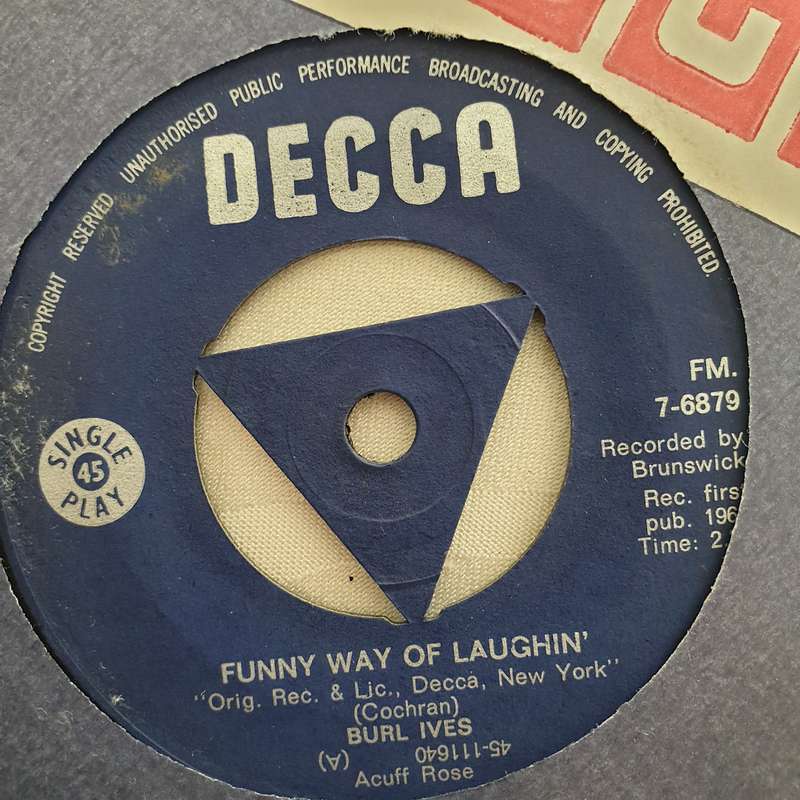 COPYRIGHT RESERVED UNAUTHORISED PUBLIC PERFORMANCE BROADCASTING AND COPYING PROHIBITED.
DECCA
FM.
7-6879
Recorded by
Brunswick
Rec. firs
pub. 196
Time: 2.
SINGLE
45
PLAY
FUNNY WAY OF LAUGHIN'
"Orig. Rec. & Lic., Decca, New York"
(Cochran)
BURL IVES
45-111640
(A)
Acuff Rose